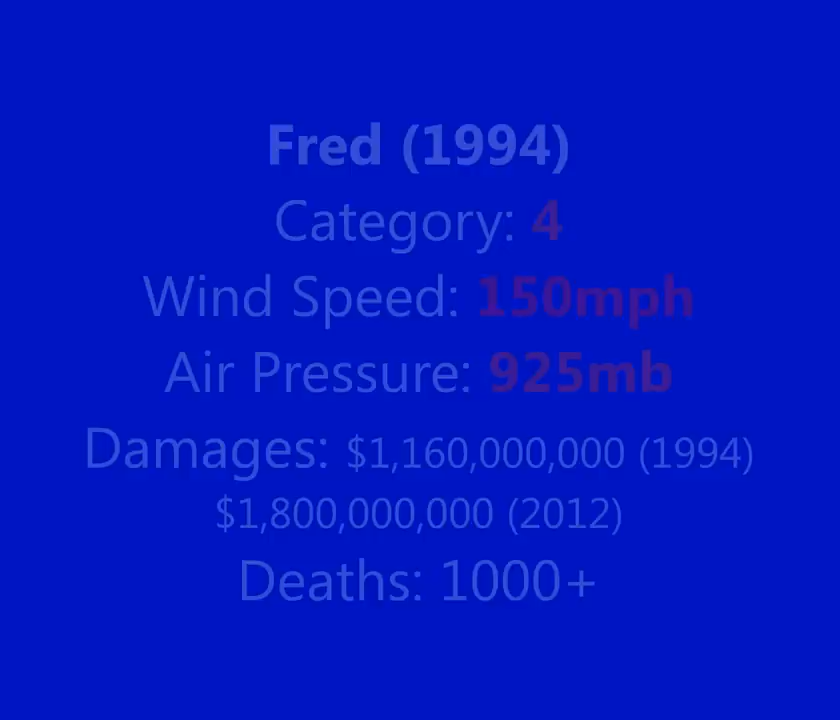 Fred (1994)
Category: 4
Wind Speed: 150mph
Air Pressure: 925mb
Damages: $1,160,000,000 (1994)
$1,800,000,000 (2012)
Deaths: 1000+